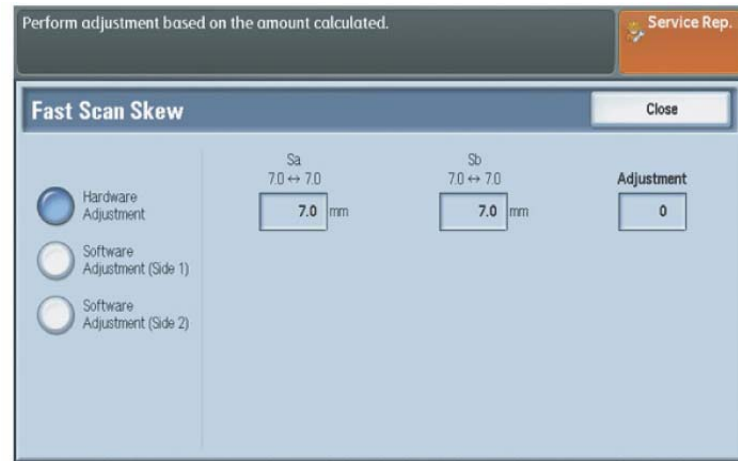 Perform adjustment based on the amount calculated.
Service Rep.
Fast Scan Skew
Close
Sa
7.0 ↔ 7.0
7.0 mm
Sb
7.0 ↔ 7.0
7.0 mm
Adjustment
0
Hardware
Adjustment
Software
Adjustment (Side 1)
Software
Adjustment (Side 2)